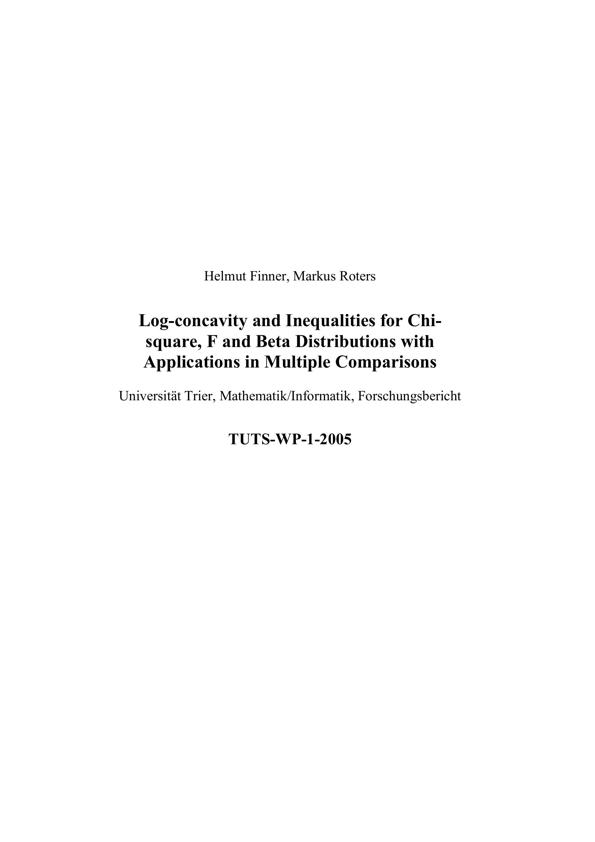 Helmut Finner, Markus Roters
Log-concavity and Inequalities for Chi-
square, F and Beta Distributions with
Applications in Multiple Comparisons
Universität Trier, Mathematik/Informatik, Forschungsbericht
TUTS-WP-1-2005